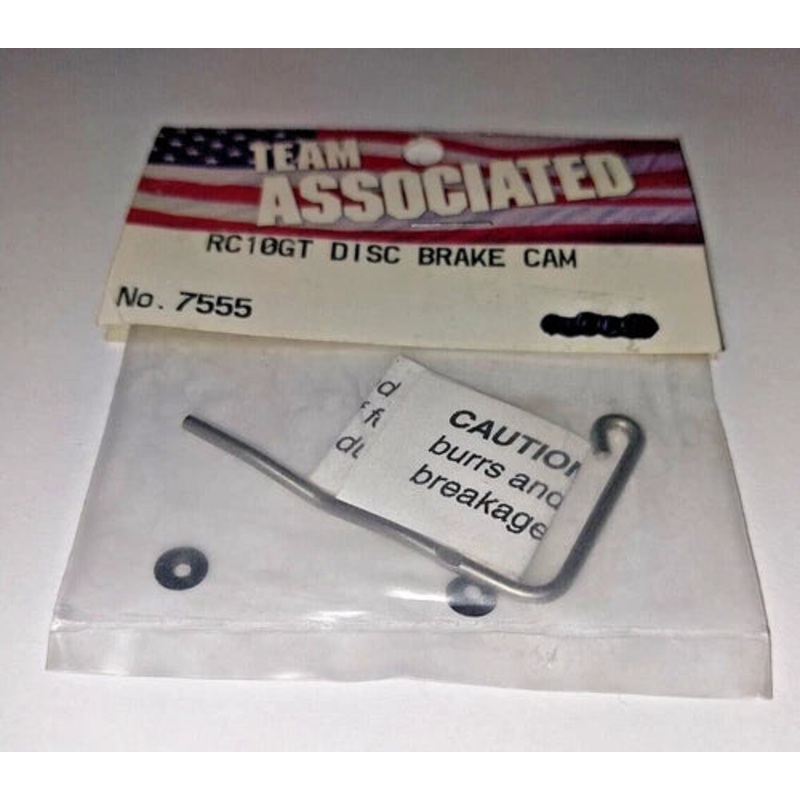 TEAM
ASSOCIATED
RC10GT DISC BRAKE CAM
No. 7555
CAUTION
burrs and
breakage